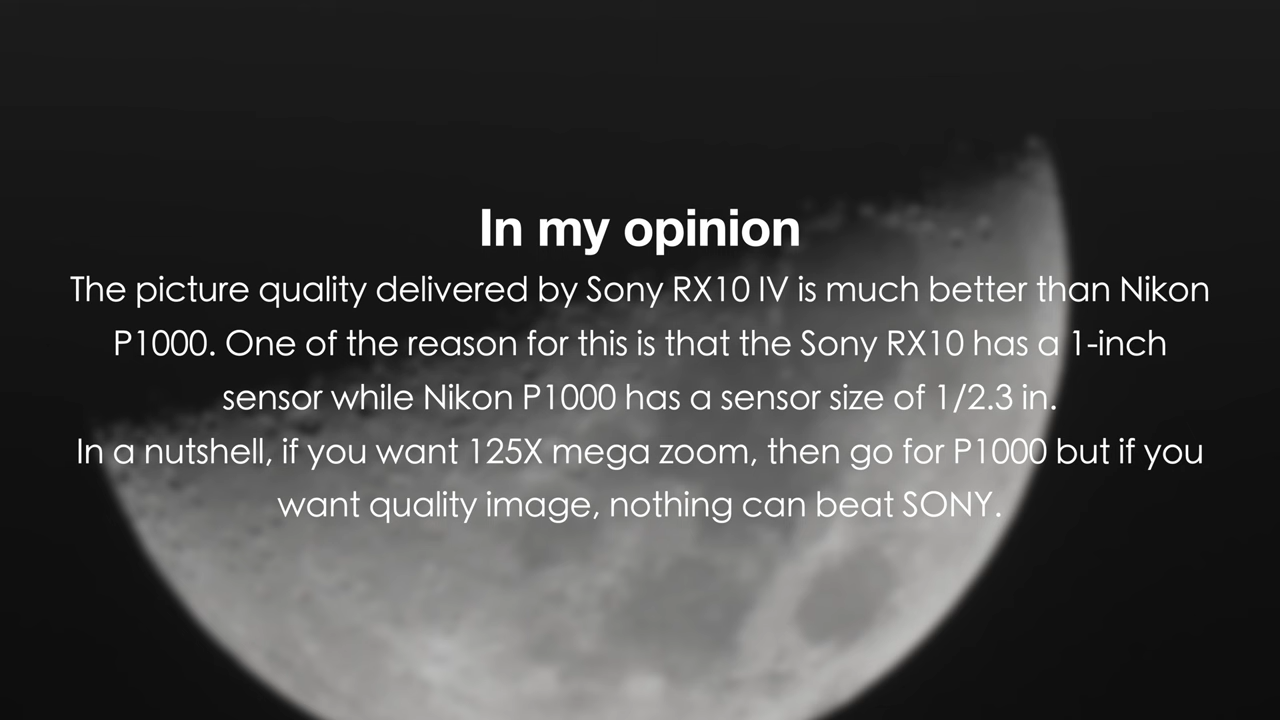 In my opinion
The picture quality delivered by Sony RX10 IV is much better than Nikon
P1000. One of the reason for this is that the Sony RX10 has a 1-inch
sensor while Nikon P1000 has a sensor size of 1/2.3 in.
In a nutshell, if you want 125X mega zoom, then go for P1000 but if you
want quality image, nothing can beat SONY.